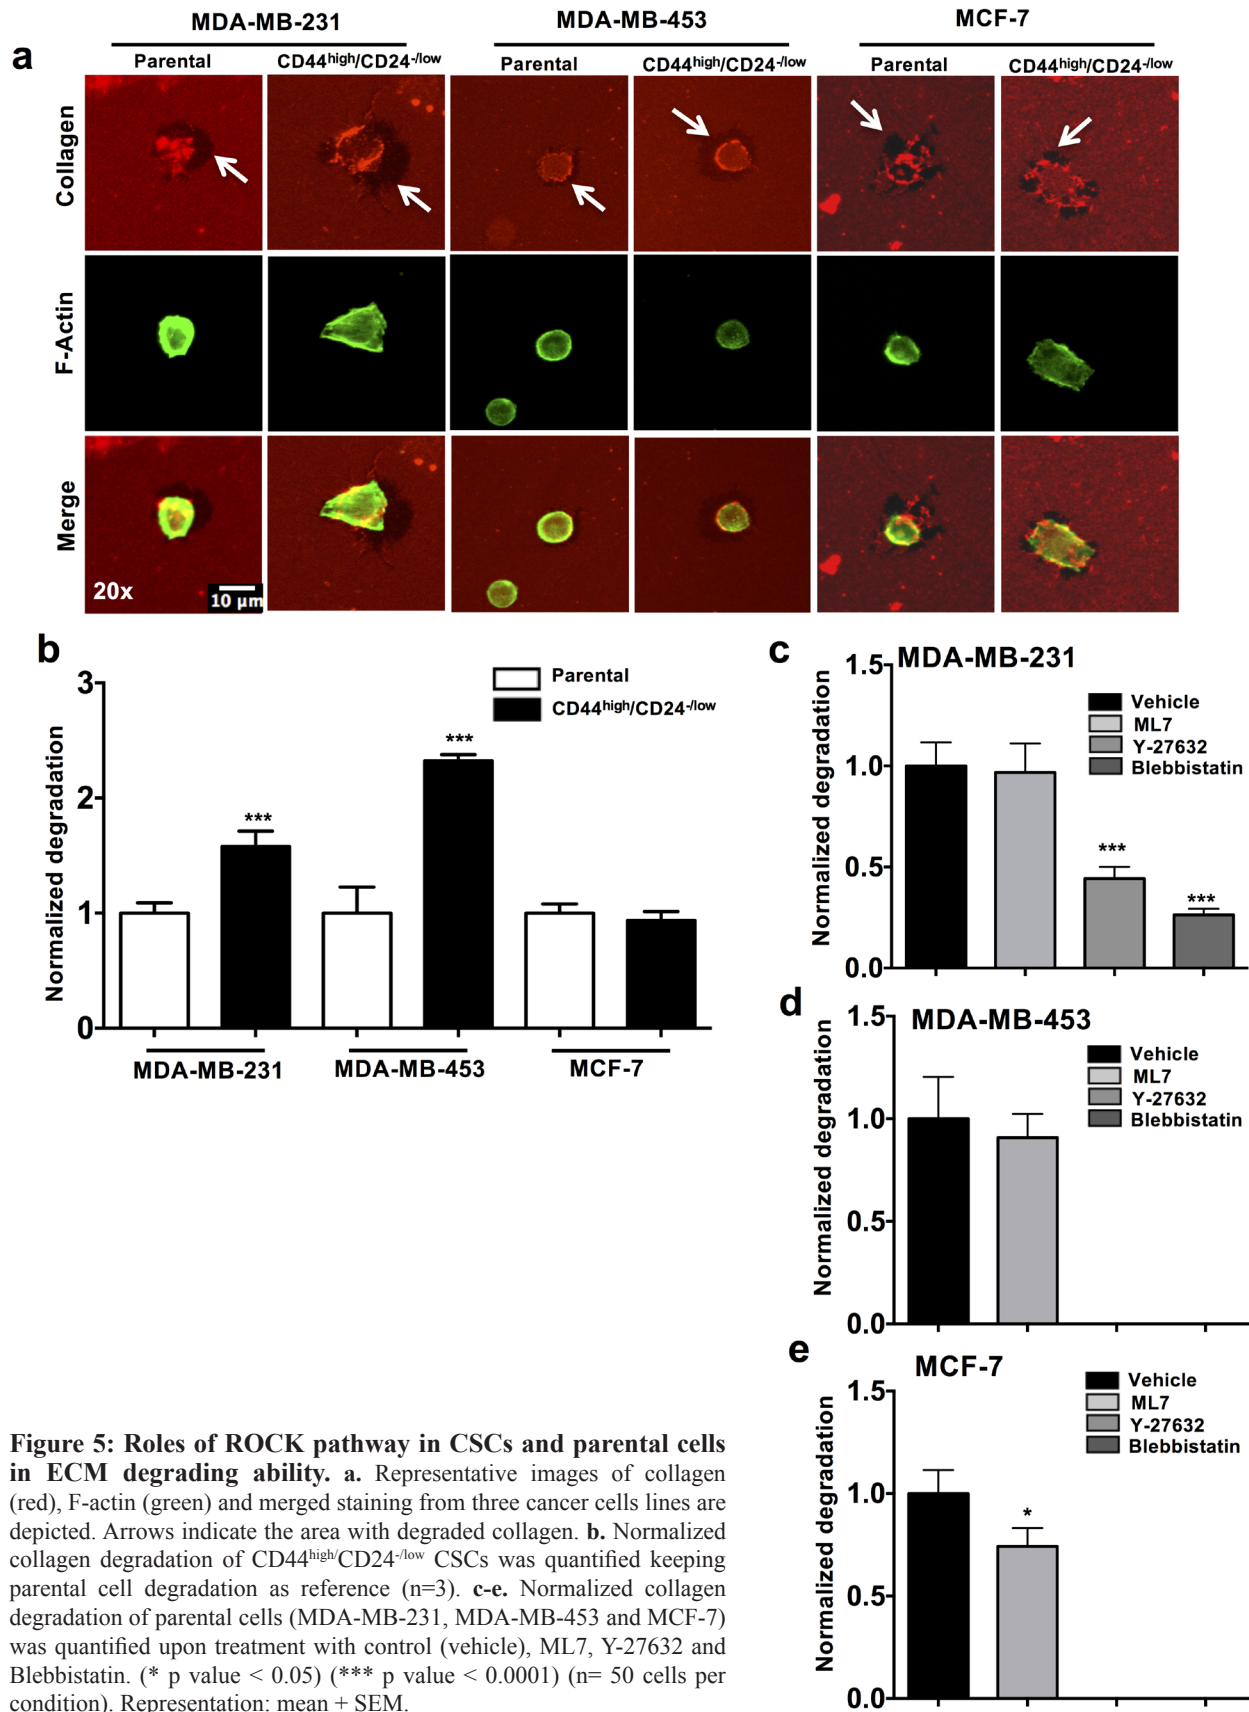 MDA-MB-231 MDA-MB-453 MCF-7
a
Parental CD44high/CD24-/low Parental CD44high/CD24-/low Parental CD44high/CD24-/low
Collagen
F-Actin
Merge
20x
10 µm
b
Normalized degradation
3
2
1
0
Parental
CD44high/CD24-/low
***
***
MDA-MB-231 MDA-MB-453 MCF-7
c
MDA-MB-231
Normalized degradation
1.5
1.0
0.5
0.0
Vehicle
ML7
Y-27632
Blebbistatin
***
***
d
MDA-MB-453
Normalized degradation
1.5
1.0
0.5
0.0
Vehicle
ML7
Y-27632
Blebbistatin
e
MCF-7
Normalized degradation
1.5
1.0
0.5
0.0
Vehicle
ML7
Y-27632
Blebbistatin
*
Figure 5: Roles of ROCK pathway in CSCs and parental cells
in ECM degrading ability. a. Representative images of collagen
(red), F-actin (green) and merged staining from three cancer cells lines are
depicted. Arrows indicate the area with degraded collagen. b. Normalized
collagen degradation of CD44high/CD24-/low CSCs was quantified keeping
parental cell degradation as reference (n=3). c-e. Normalized collagen
degradation of parental cells (MDA-MB-231, MDA-MB-453 and MCF-7)
was quantified upon treatment with control (vehicle), ML7, Y-27632 and
Blebbistatin. (* p value < 0.05) (*** p value < 0.0001) (n= 50 cells per
condition). Representation: mean + SEM.